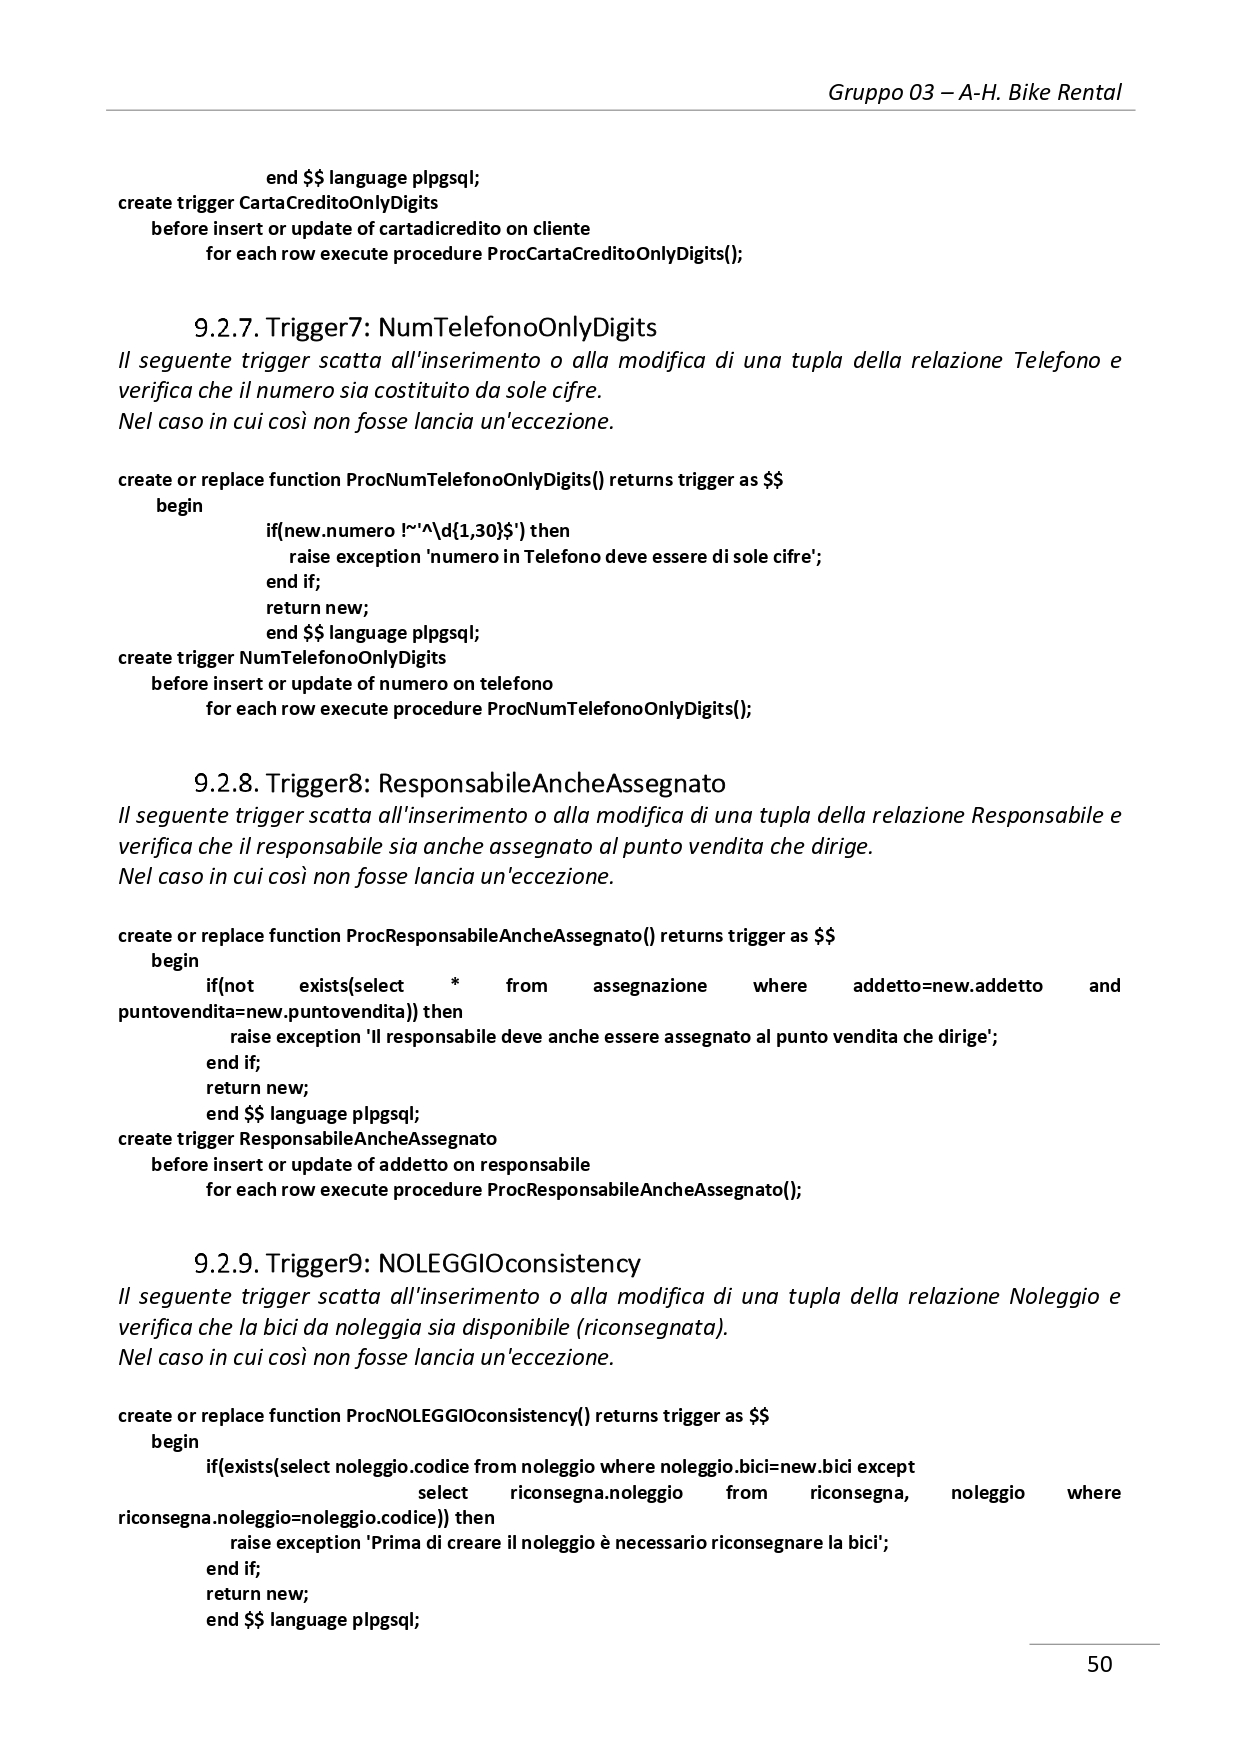 Gruppo 03 – A-H. Bike Rental
end $$ language plpgsql;
create trigger CartaCreditoOnlyDigits
before insert or update of cartadicredito on cliente
for each row execute procedure ProcCartaCreditoOnlyDigits();
9.2.7. Trigger7: NumTelefonoOnlyDigits
Il seguente trigger scatta all'inserimento o alla modifica di una tupla della relazione Telefono e
verifica che il numero sia costituito da sole cifre.
Nel caso in cui così non fosse lancia un'eccezione.
create or replace function ProcNumTelefonoOnlyDigits() returns trigger as $$
begin
if(new.numero !~'^\d{1,30}$') then
raise exception 'numero in Telefono deve essere di sole cifre';
end if;
return new;
end $$ language plpgsql;
create trigger NumTelefonoOnlyDigits
before insert or update of numero on telefono
for each row execute procedure ProcNumTelefonoOnlyDigits();
9.2.8. Trigger8: ResponsabileAncheAssegnato
Il seguente trigger scatta all'inserimento o alla modifica di una tupla della relazione Responsabile e
verifica che il responsabile sia anche assegnato al punto vendita che dirige.
Nel caso in cui così non fosse lancia un'eccezione.
create or replace function ProcResponsabileAncheAssegnato() returns trigger as $$
begin
if(not exists(select * from assegnazione where addetto=new.addetto and
puntovendita=new.puntovendita)) then
raise exception 'Il responsabile deve anche essere assegnato al punto vendita che dirige';
end if;
return new;
end $$ language plpgsql;
create trigger ResponsabileAncheAssegnato
before insert or update of addetto on responsabile
for each row execute procedure ProcResponsabileAncheAssegnato();
9.2.9. Trigger9: NOLEGGIOconsistency
Il seguente trigger scatta all'inserimento o alla modifica di una tupla della relazione Noleggio e
verifica che la bici da noleggia sia disponibile (riconsegnata).
Nel caso in cui così non fosse lancia un'eccezione.
create or replace function ProcNOLEGGIOconsistency() returns trigger as $$
begin
if(exists(select noleggio.codice from noleggio where noleggio.bici=new.bici except
select riconsegna.noleggio from riconsegna, noleggio where
riconsegna.noleggio=noleggio.codice)) then
raise exception 'Prima di creare il noleggio è necessario riconsegnare la bici';
end if;
return new;
end $$ language plpgsql;
50